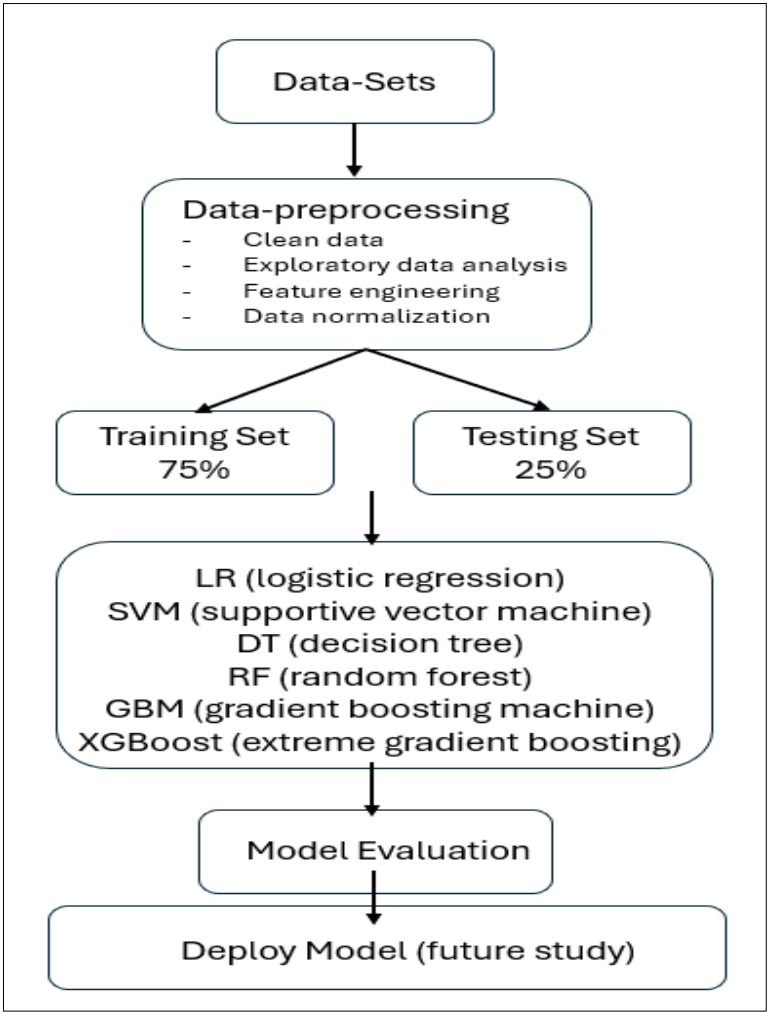 Data-Sets
Data-preprocessing
- Clean data
- Exploratory data analysis
- Feature engineering
- Data normalization
Training Set
75%
Testing Set
25%
LR (logistic regression)
SVM (supportive vector machine)
DT (decision tree)
RF (random forest)
GBM (gradient boosting machine)
XGBoost (extreme gradient boosting)
Model Evaluation
Deploy Model (future study)